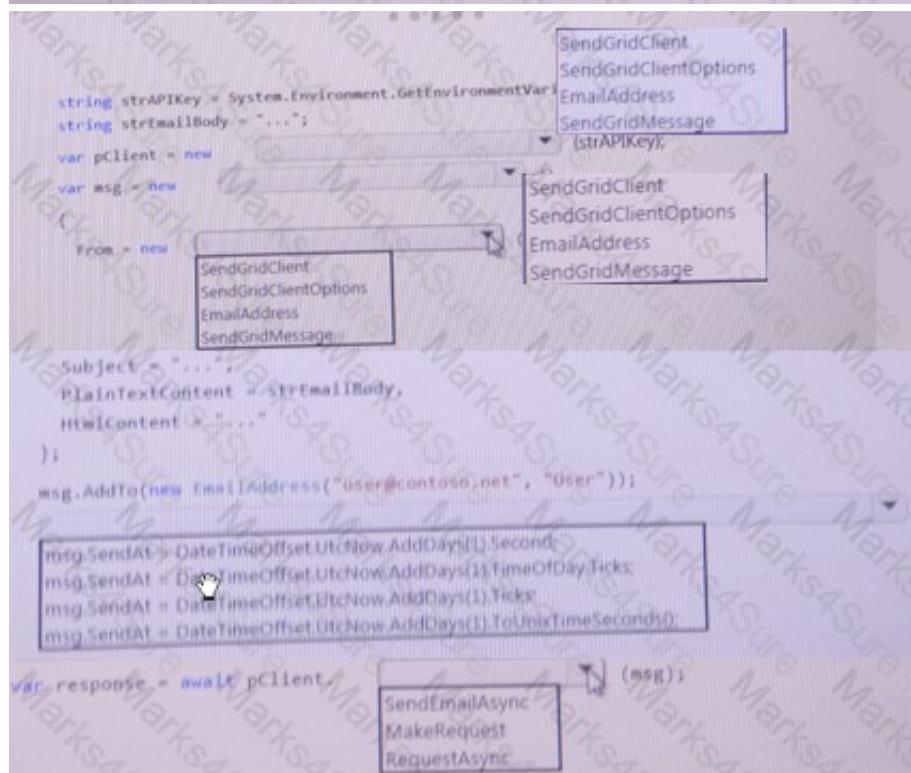 SendGridClient
SendGridClientOptions
string strAPIKey = System.Environment.GetEnvironmentVari
EmailAddress
string strEmailBody = "...";
SendGridMessage
var pClient = new (strAPIKey);
var msg = new ()
SendGridClient
SendGridClientOptions
EmailAddress
SendGridMessage
{
From = new (
SendGridClient
SendGridClientOptions
EmailAddress
SendGridMessage
Subject = "...",
PlainTextContent = strEmailBody,
HtmlContent = "..."
};
msg.AddTo(new EmailAddress("user@contoso.net", "User"));
msg.SendAt = DateTimeOffset.UtcNow.AddDays(1).Second;
msg.SendAt = DateTimeOffset.UtcNow.AddDays(1).TimeOfDay.Ticks;
msg.SendAt = DateTimeOffset.UtcNow.AddDays(1).Ticks;
msg.SendAt = DateTimeOffset.UtcNow.AddDays(1).ToUnixTimeSeconds();
var response = await pClient. (msg);
SendEmailAsync
MakeRequest
RequestAsync
Marks4Sure